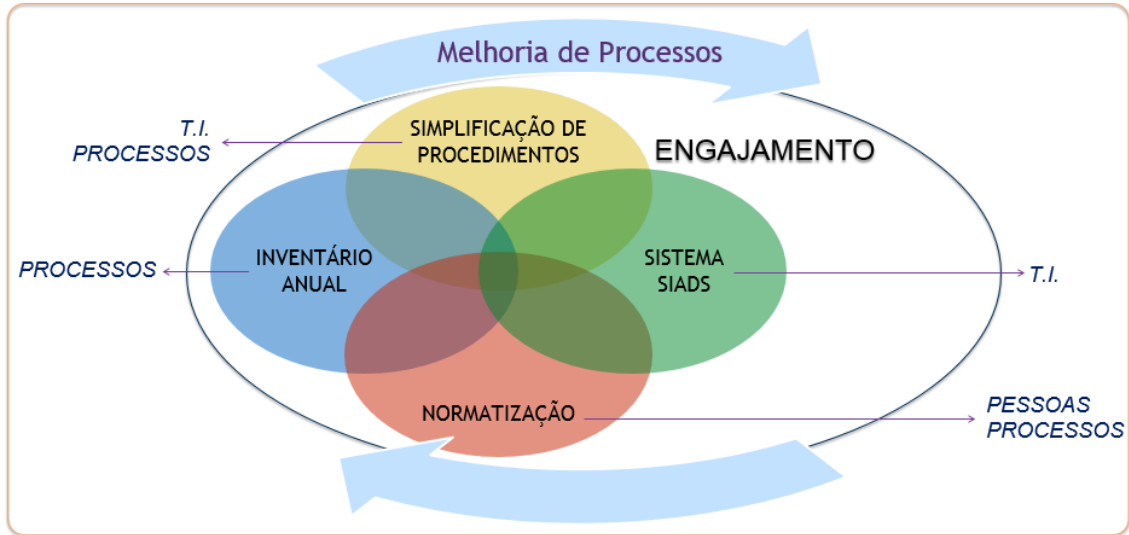 Melhoria de Processos
T.I.
PROCESSOS
SIMPLIFICAÇÃO DE
PROCEDIMENTOS
ENGAJAMENTO
PROCESSOS
INVENTÁRIO
ANUAL
SISTEMA
SIADS
T.I.
NORMATIZAÇÃO
PESSOAS
PROCESSOS